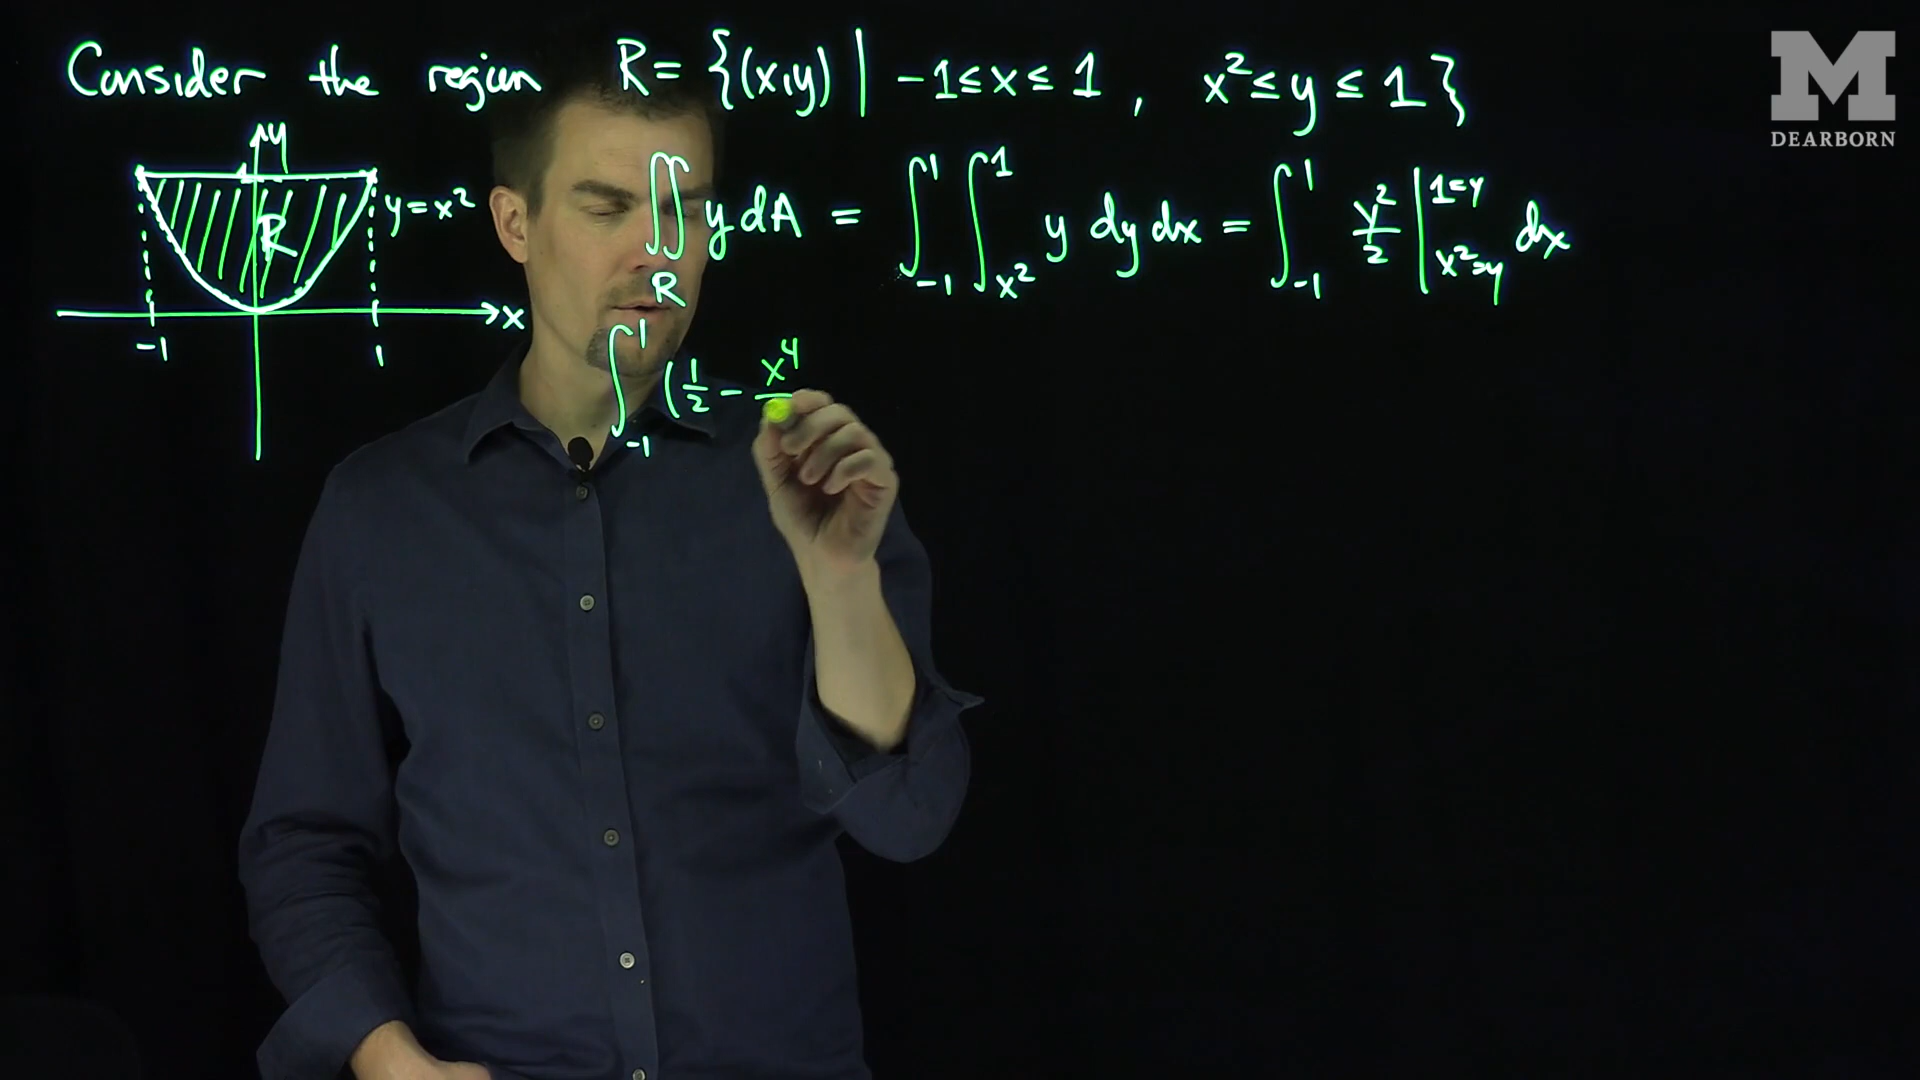 Consider the region R = {(x,y) | -1 ≤ x ≤ 1 , x² ≤ y ≤ 1}
M
DEARBORN
y
1
y = x²
R
x
-1
1
∬_R y dA = ∫_{-1}^{1} ∫_{x²}^{1} y dy dx = ∫_{-1}^{1} y²/2 |_{x²=y}^{1=y} dx
∫_{-1}^{1} (1/2 - x⁴